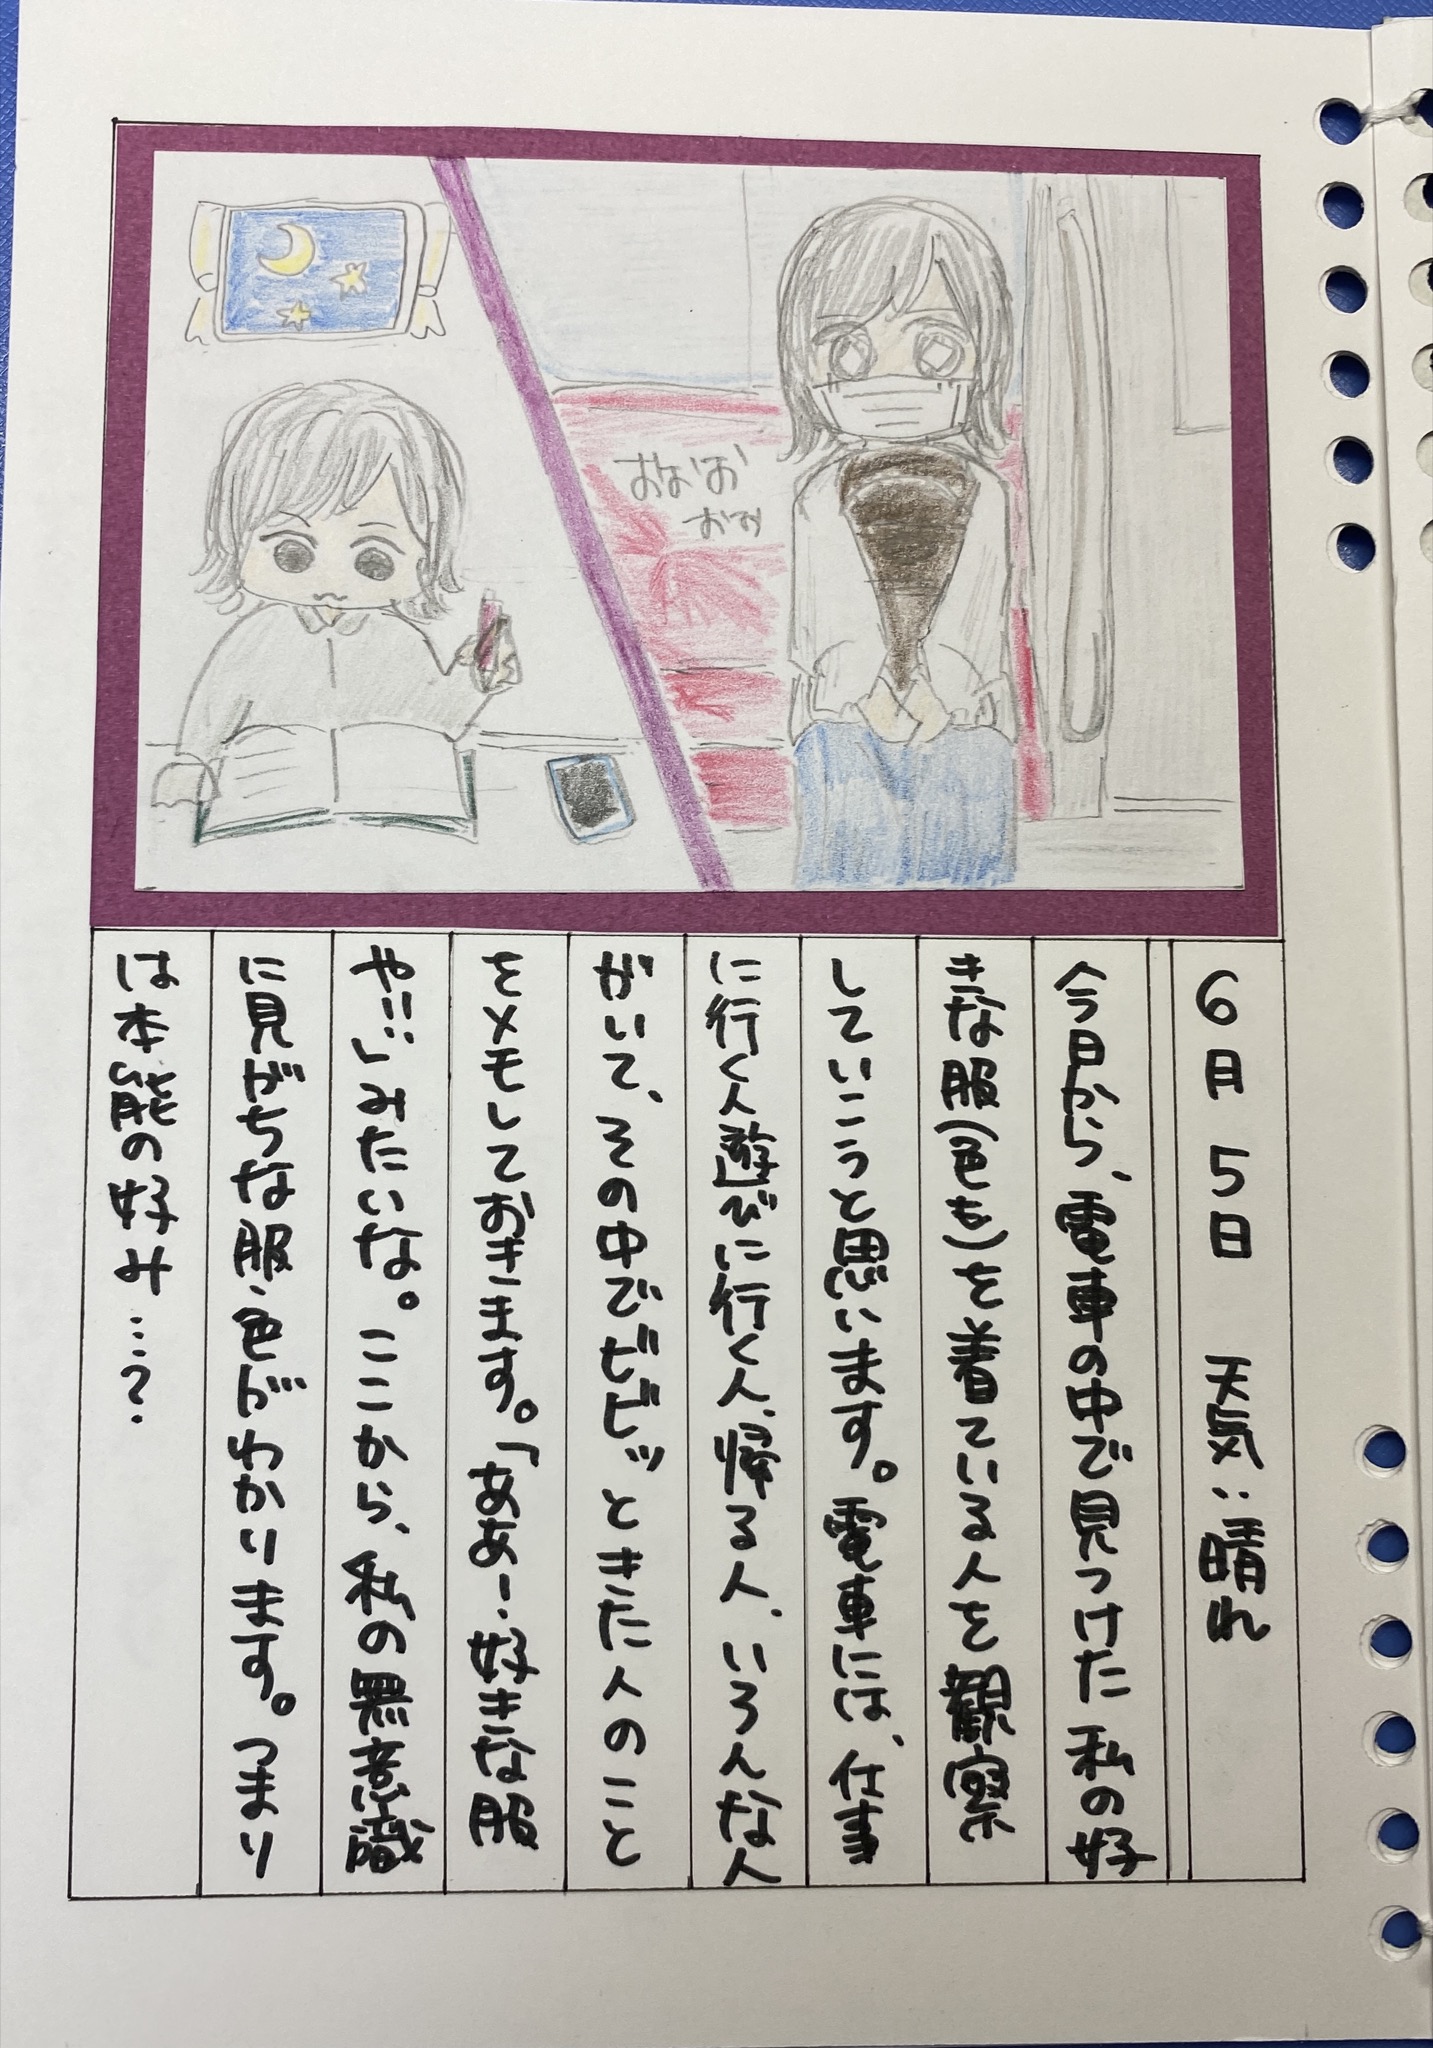 おなお
おお
6月5日 天気:晴れ
今日から、電車の中で見つけた私の好
きな服(色も)を着ている人を観察
していこうと思います。電車には、仕事
に行く人遊びに行く人、帰る人、いろんな人
がいて、その中でビビビッときた人のこと
をメモしておきます。「ああー、好きな服
や!!」みたいな。ここから、私の無意識
に見がちな服、色がわかります。つまり
は本能の好み…?